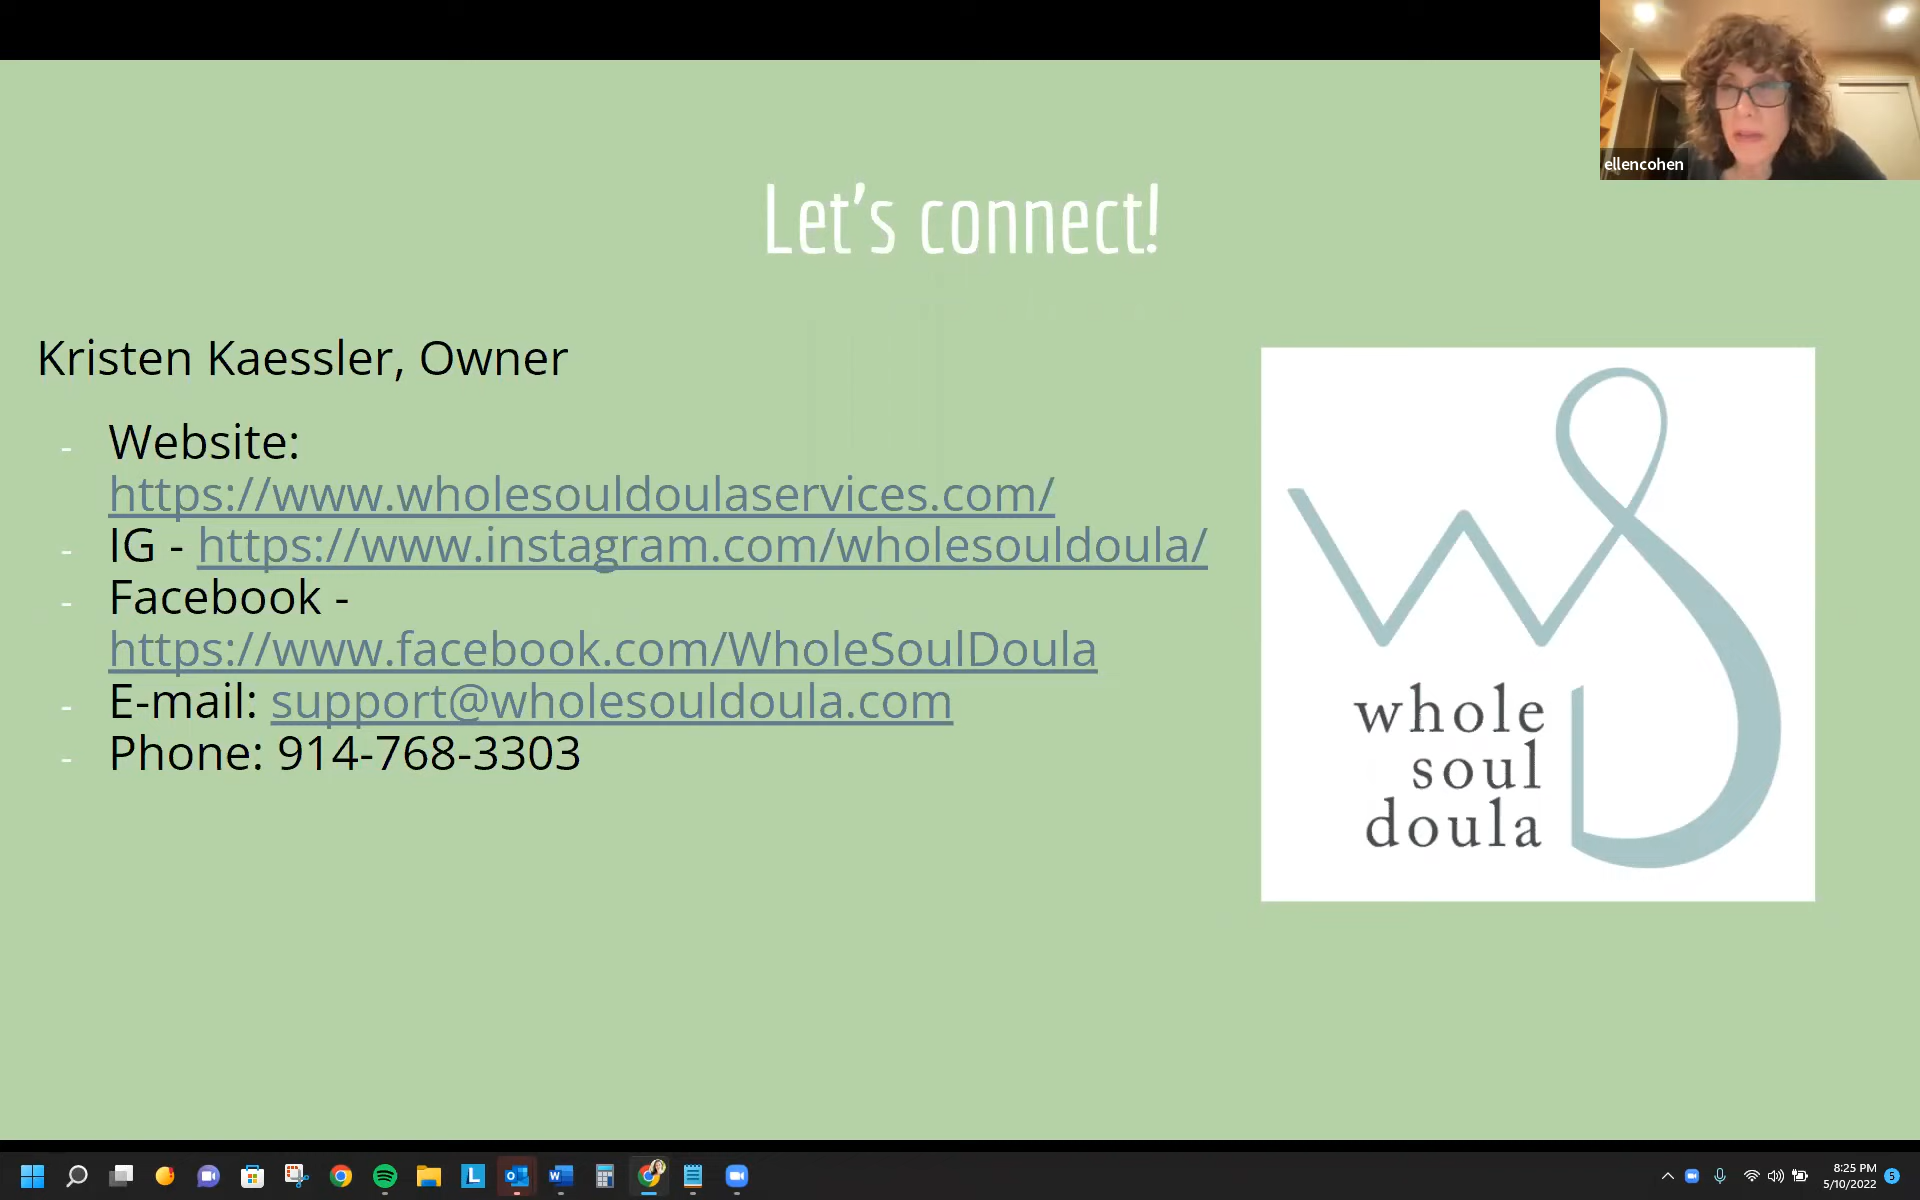 ellencohen
Let's connect!
Kristen Kaessler, Owner
- Website:
https://www.wholesouldoulaservices.com/
- IG - https://www.instagram.com/wholesouldoula/
- Facebook -
https://www.facebook.com/WholeSoulDoula
- E-mail: support@wholesouldoula.com
- Phone: 914-768-3303
whole
soul
doula
8:25 PM
5/10/2022
5